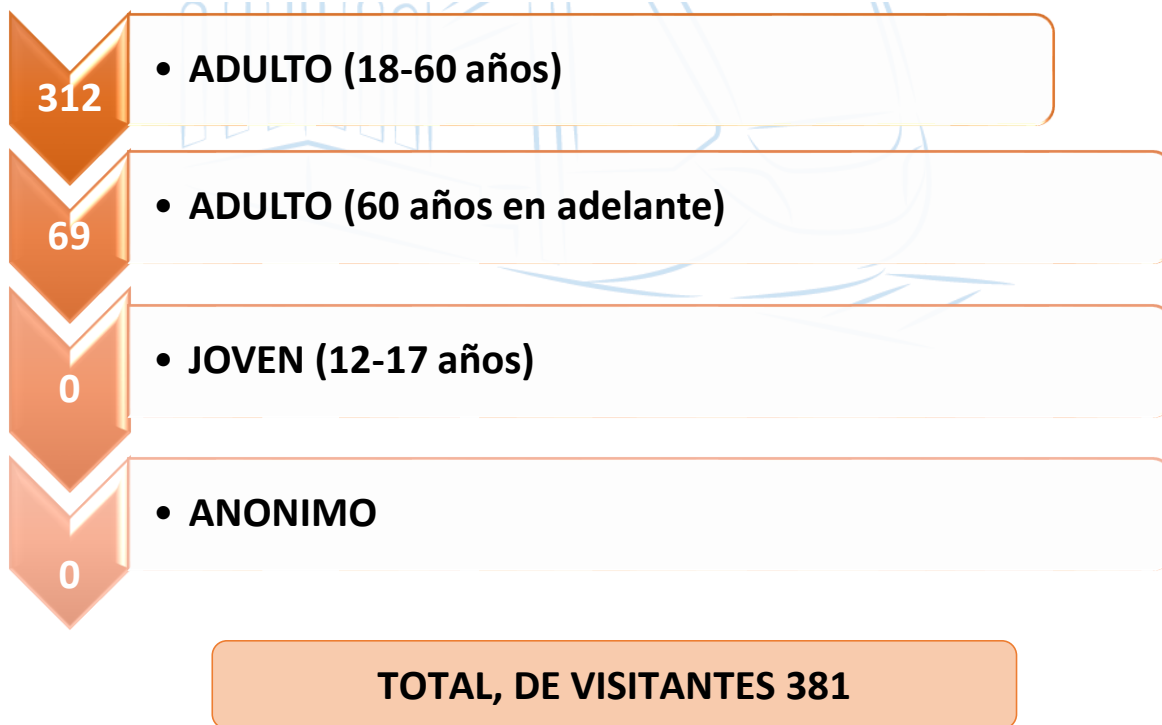 312
• ADULTO (18-60 años)
69
• ADULTO (60 años en adelante)
0
• JOVEN (12-17 años)
0
• ANONIMO
TOTAL, DE VISITANTES 381